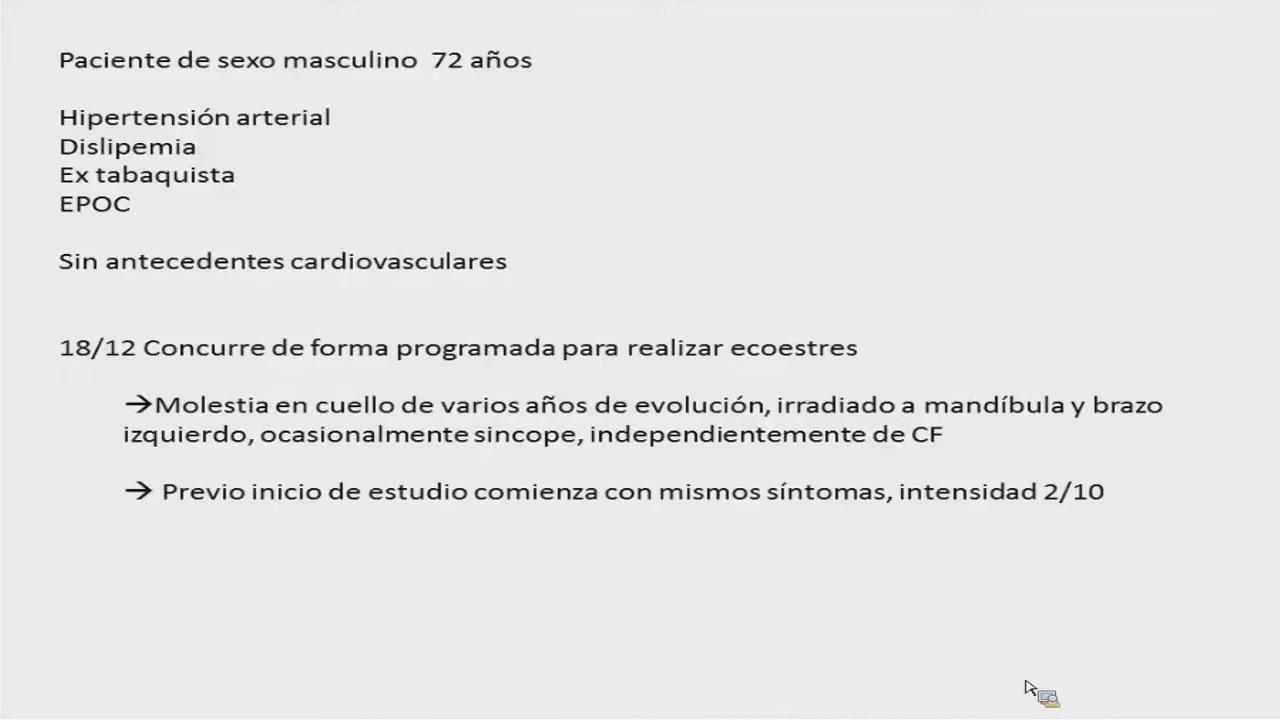 Paciente de sexo masculino  72 años
Hipertensión arterial
Dislipemia
Ex tabaquista
EPOC
Sin antecedentes cardiovasculares
18/12 Concurre de forma programada para realizar ecoestres
→Molestia en cuello de varios años de evolución, irradiado a mandíbula y brazo
izquierdo, ocasionalmente sincope, independientemente de CF
→ Previo inicio de estudio comienza con mismos síntomas, intensidad 2/10